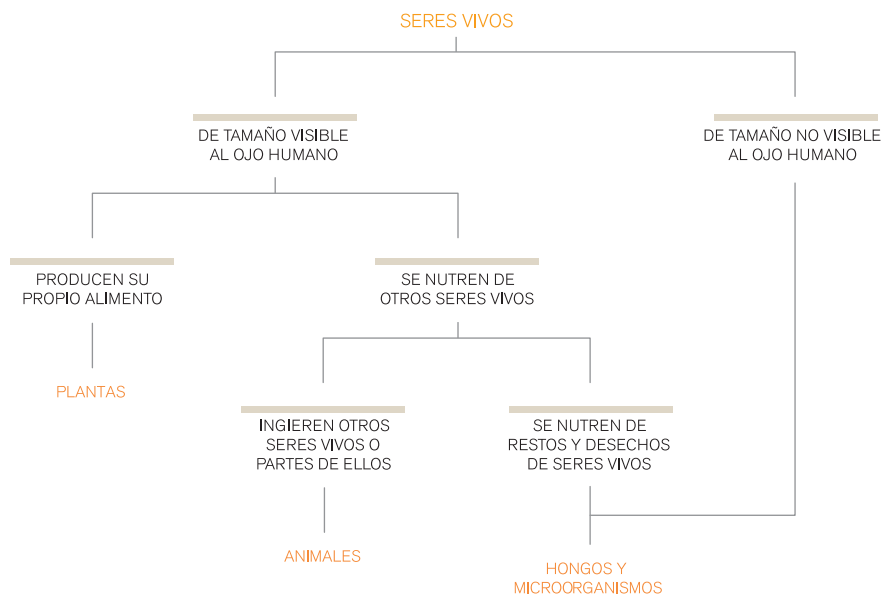 SERES VIVOS
DE TAMAÑO VISIBLE
AL OJO HUMANO
DE TAMAÑO NO VISIBLE
AL OJO HUMANO
PRODUCEN SU
PROPIO ALIMENTO
SE NUTREN DE
OTROS SERES VIVOS
PLANTAS
INGIEREN OTROS
SERES VIVOS O
PARTES DE ELLOS
SE NUTREN DE
RESTOS Y DESECHOS
DE SERES VIVOS
ANIMALES
HONGOS Y
MICROORGANISMOS